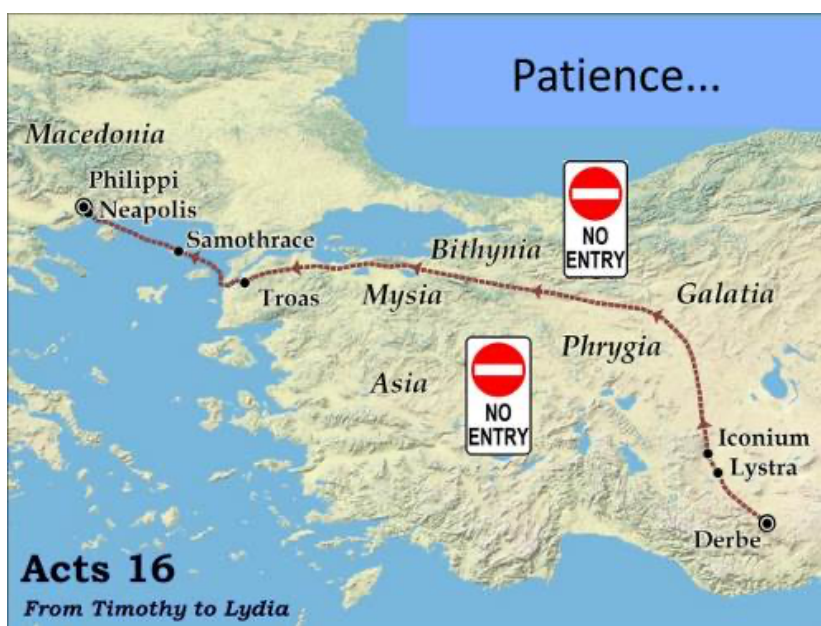 Patience...
Macedonia
Philippi
Neapolis
Samothrace
Troas
Bithynia
Mysia
NO
ENTRY
Galatia
Phrygia
Asia
NO
ENTRY
Iconium
Lystra
Derbe
Acts 16
From Timothy to Lydia